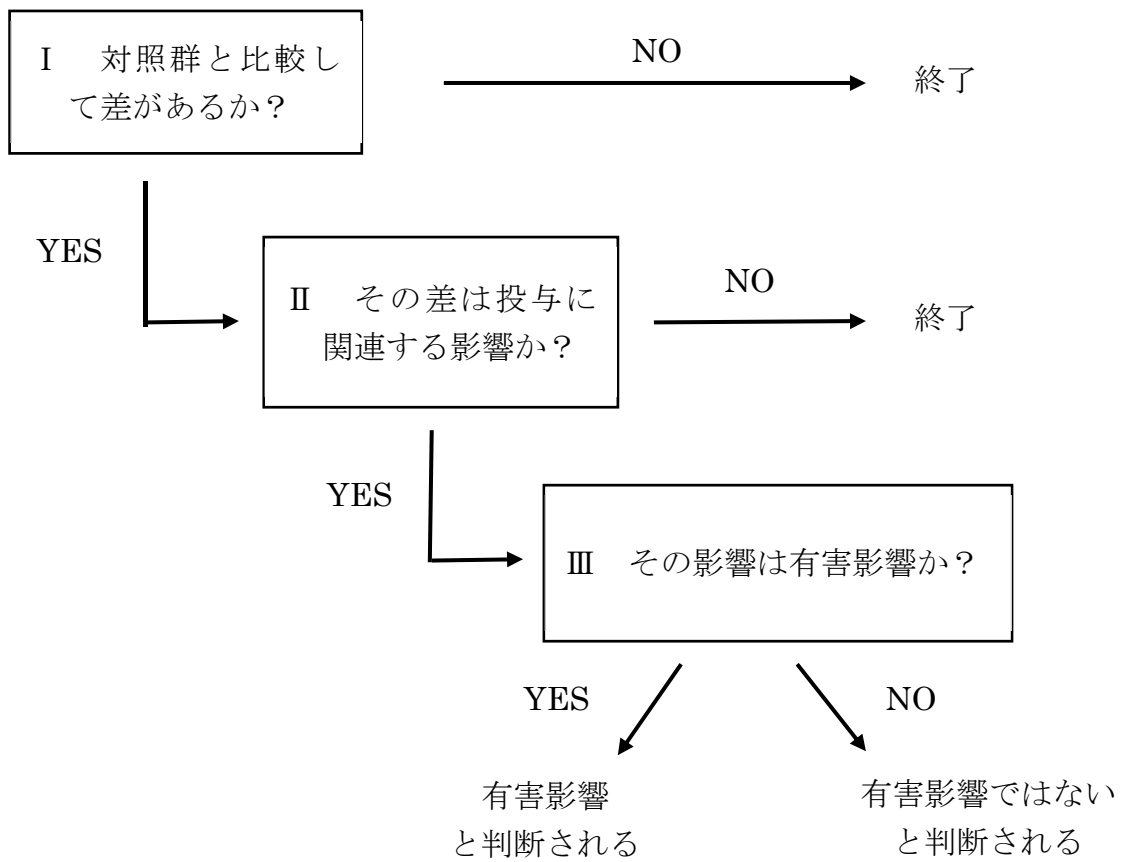 Ⅰ 対照群と比較し
て差があるか?
NO
終了
YES
Ⅱ その差は投与に
関連する影響か?
NO
終了
YES
Ⅲ その影響は有害影響か?
YES
NO
有害影響
と判断される
有害影響ではない
と判断される